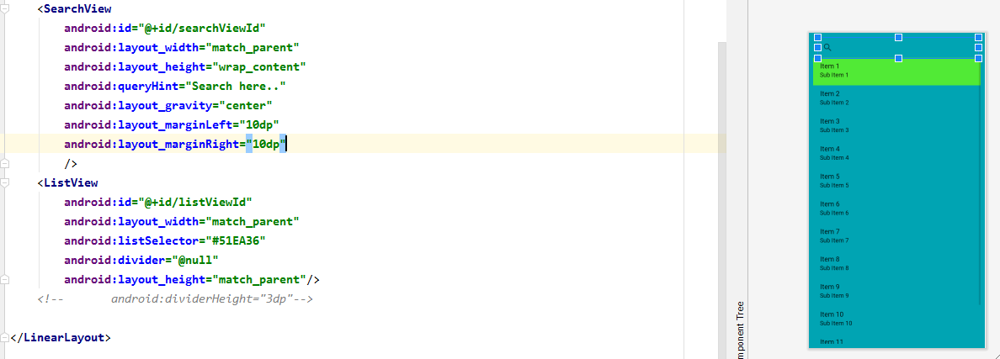 <SearchView
android:id="@+id/searchViewId"
android:layout_width="match_parent"
android:layout_height="wrap_content"
android:queryHint="Search here.."
android:layout_gravity="center"
android:layout_marginLeft="10dp"
android:layout_marginRight="10dp"
/>
<ListView
android:id="@+id/listViewId"
android:layout_width="match_parent"
android:listSelector="#51EA36"
android:divider="@null"
android:layout_height="match_parent"/>
<!--       android:dividerHeight="3dp"-->
</LinearLayout>
mponent Tree
Item 1
Sub Item 1
Item 2
Sub Item 2
Item 3
Sub Item 3
Item 4
Sub Item 4
Item 5
Sub Item 5
Item 6
Sub Item 6
Item 7
Sub Item 7
Item 8
Sub Item 8
Item 9
Sub Item 9
Item 10
Sub Item 10
Item 11